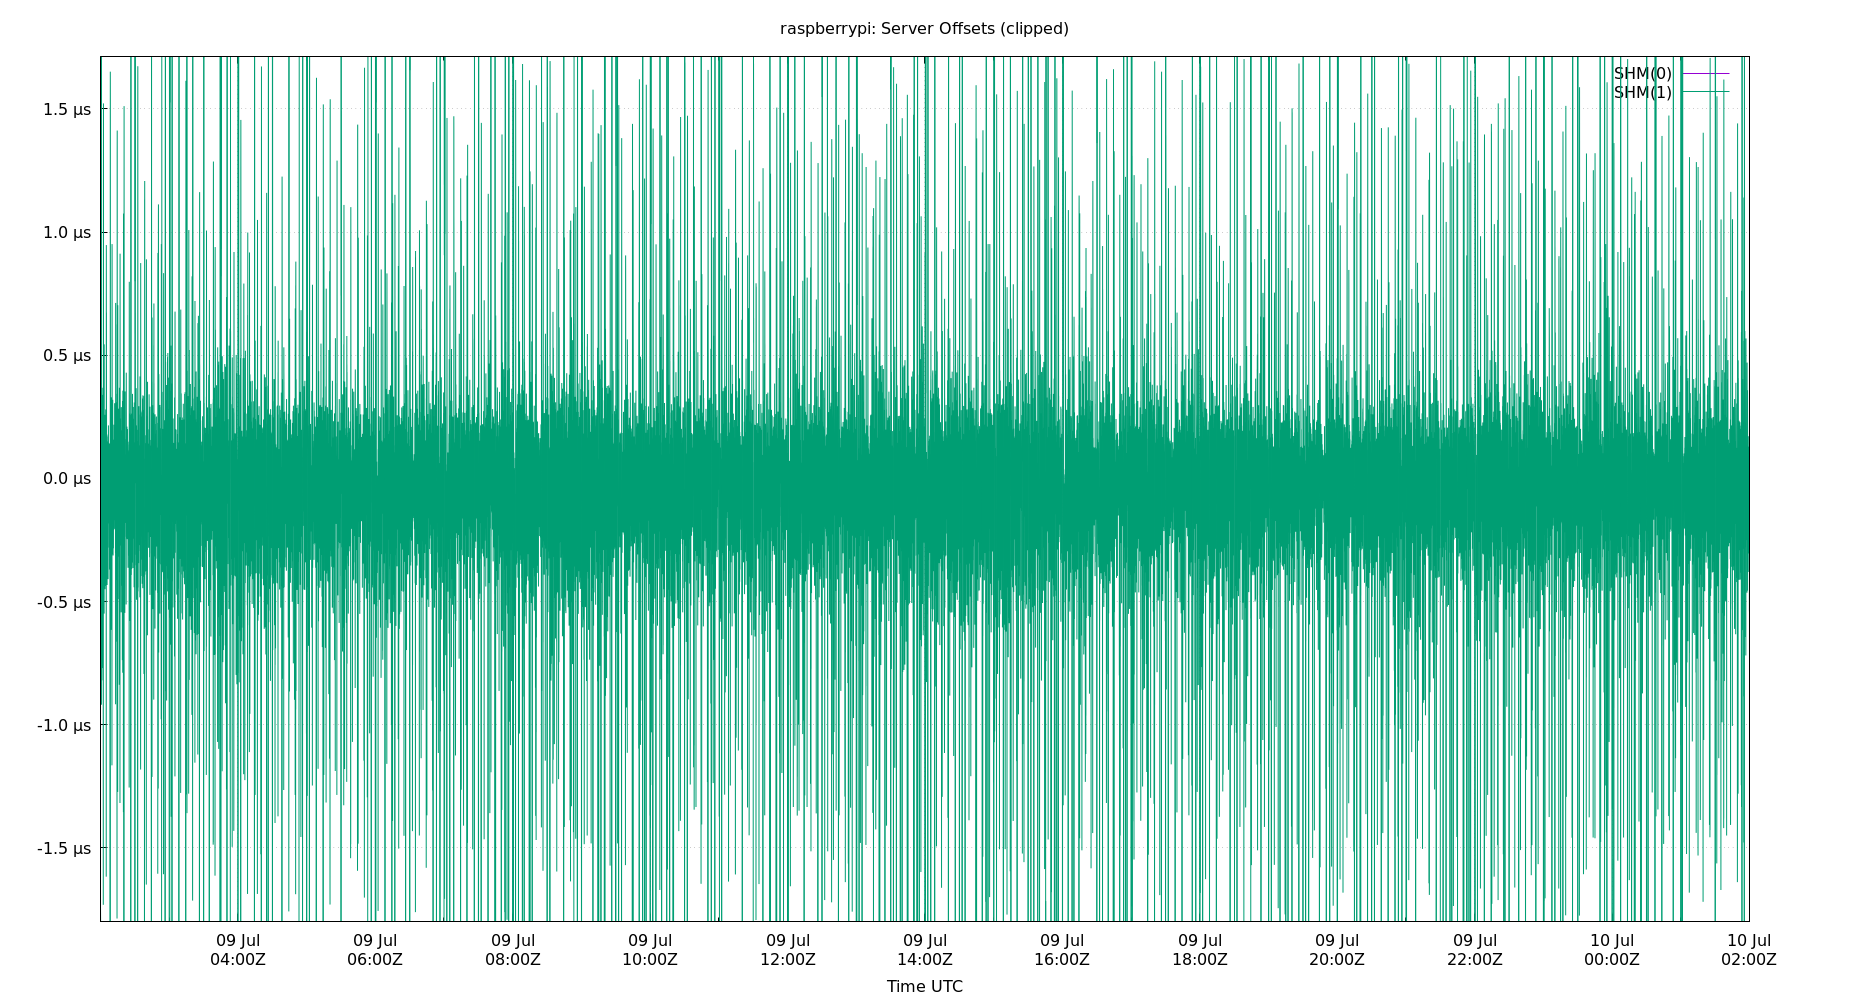 raspberrypi: Server Offsets (clipped)
SHM(0)
SHM(1)
1.5 µs
1.0 µs
0.5 µs
0.0 µs
-0.5 µs
-1.0 µs
-1.5 µs
09 Jul 09 Jul 09 Jul 09 Jul 09 Jul 09 Jul 09 Jul 09 Jul 09 Jul 09 Jul 10 Jul 10 Jul
04:00Z 06:00Z 08:00Z 10:00Z 12:00Z 14:00Z 16:00Z 18:00Z 20:00Z 22:00Z 00:00Z 02:00Z
Time UTC